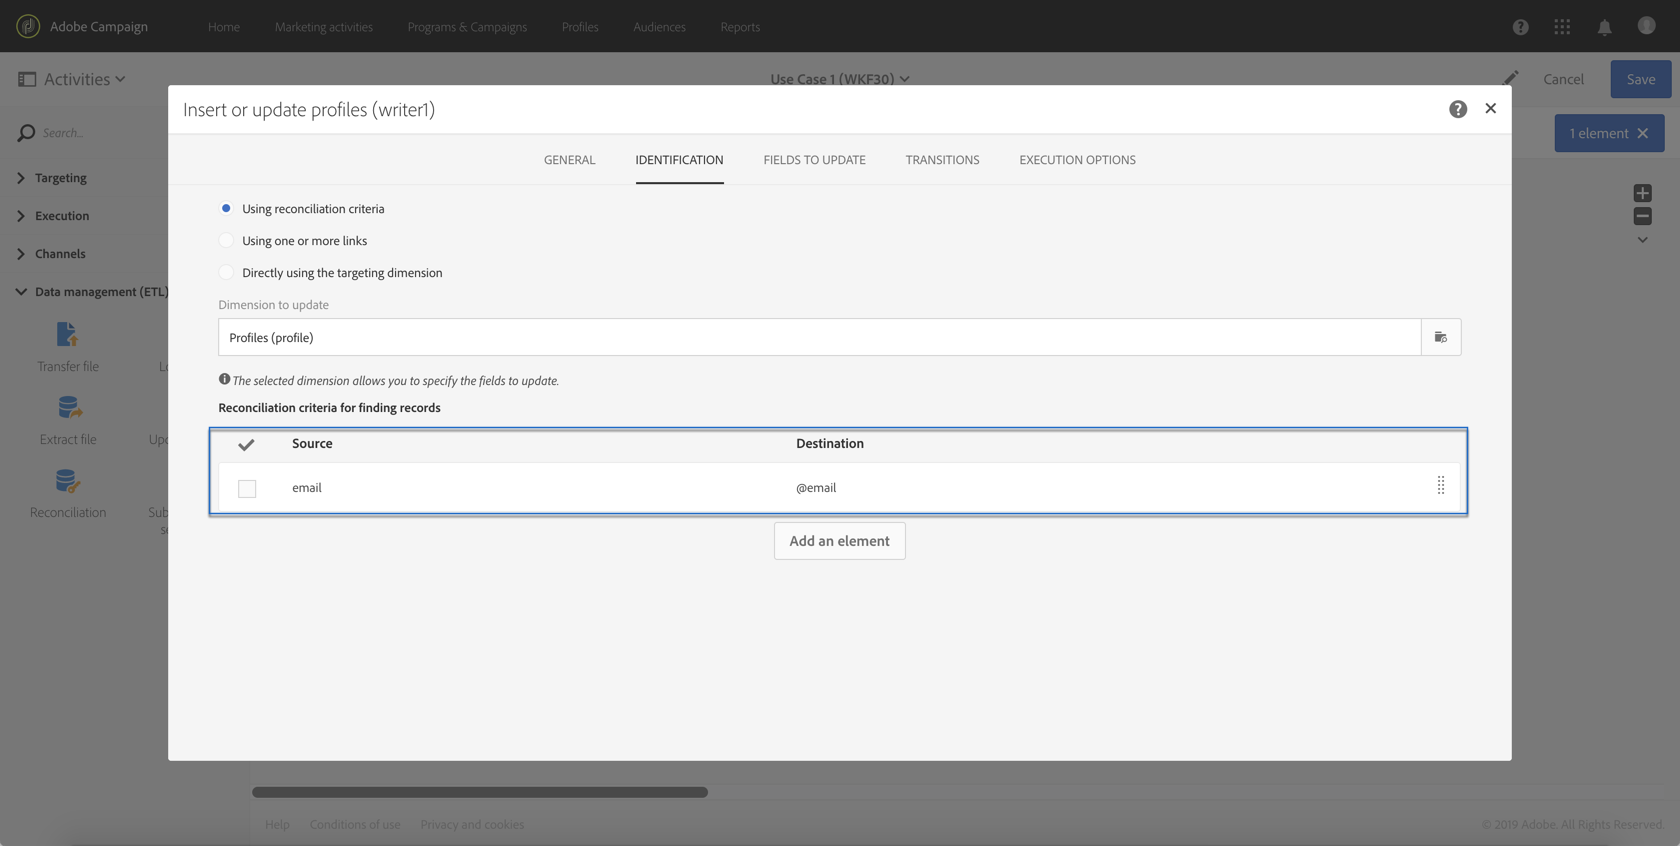 Adobe Campaign Home Marketing activities Programs & Campaigns Profiles Audiences Reports
Activities Use Case 1 (WKF30) Cancel Save
Insert or update profiles (writer1)
Search...
1 element
GENERAL IDENTIFICATION FIELDS TO UPDATE TRANSITIONS EXECUTION OPTIONS
Targeting
Using reconciliation criteria
Execution
Using one or more links
Channels
Directly using the targeting dimension
Data management (ETL)
Dimension to update
Profiles (profile)
Transfer file
The selected dimension allows you to specify the fields to update.
Reconciliation criteria for finding records
Extract file
Source Destination
email @email
Reconciliation
Add an element
Help Conditions of use Privacy and cookies © 2019 Adobe. All Rights Reserved.